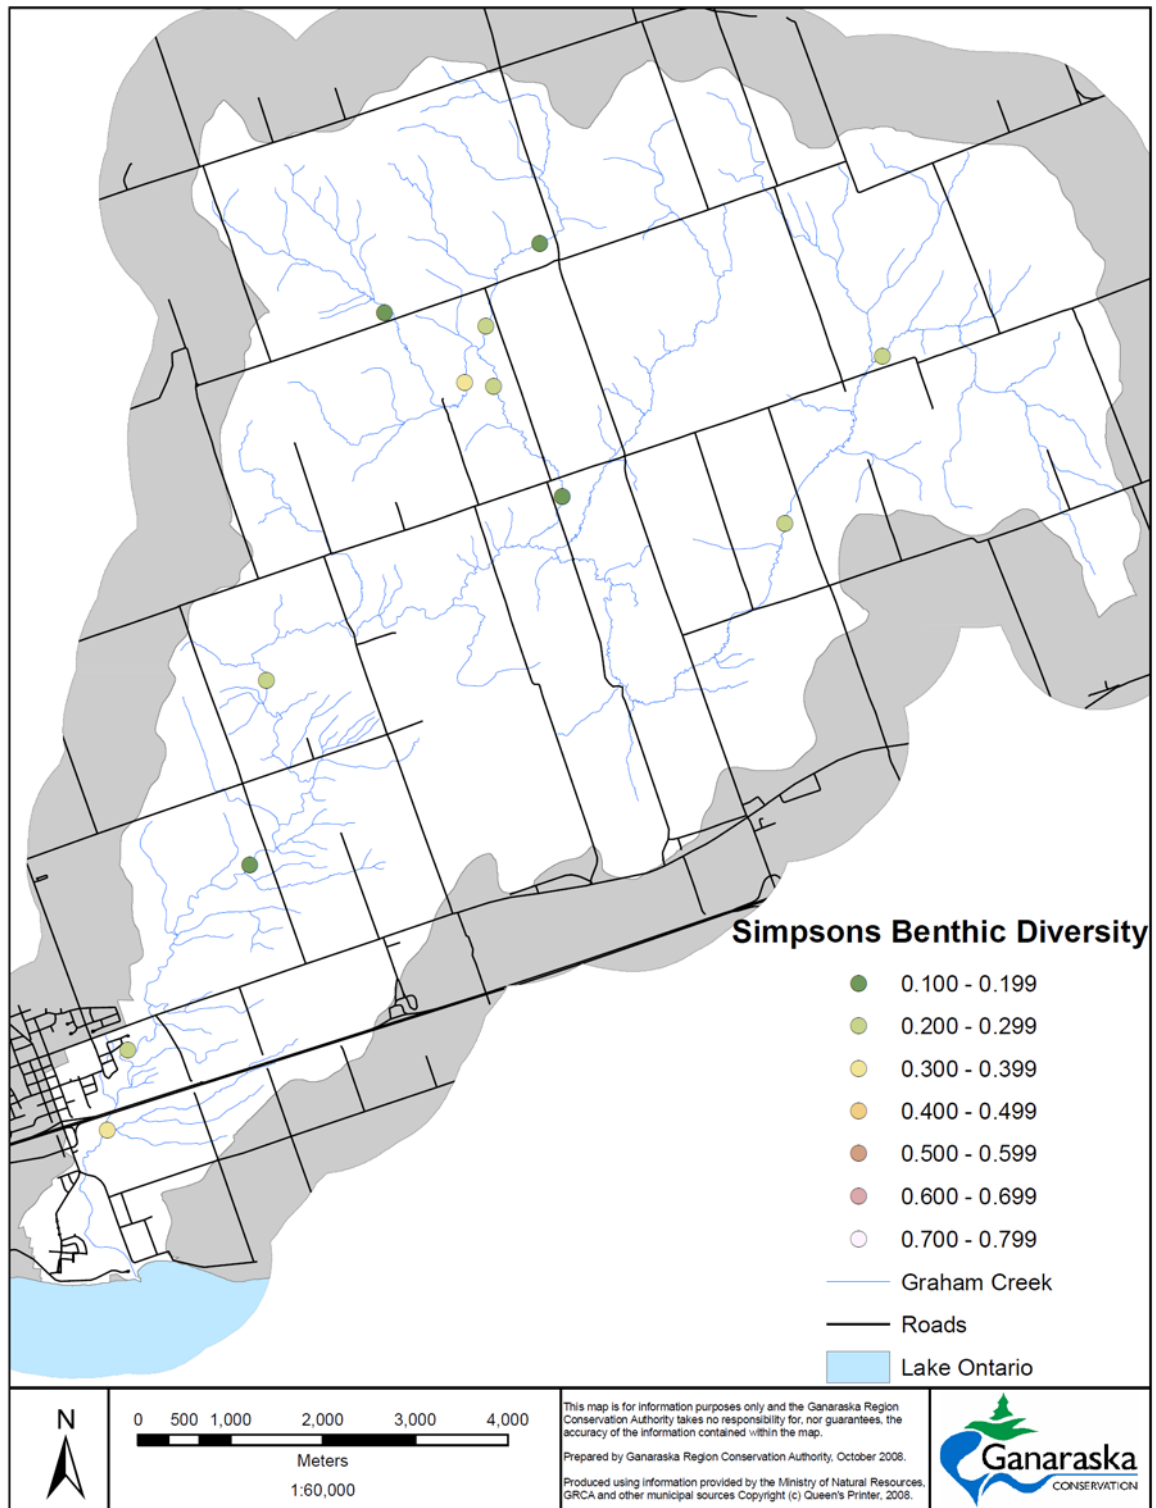 Simpsons Benthic Diversity
0.100 - 0.199
0.200 - 0.299
0.300 - 0.399
0.400 - 0.499
0.500 - 0.599
0.600 - 0.699
0.700 - 0.799
Graham Creek
Roads
Lake Ontario
N
0 500 1,000 2,000 3,000 4,000
Meters
1:60,000
This map is for information purposes only and the Ganaraska Region
Conservation Authority takes no responsibility for, nor guarantees, the
accuracy of the information contained within the map.
Prepared by Ganaraska Region Conservation Authority, October 2008.
Produced using information provided by the Ministry of Natural Resources,
GRCA and other municipal sources Copyright (c) Queen's Printer, 2008.
Ganaraska
CONSERVATION